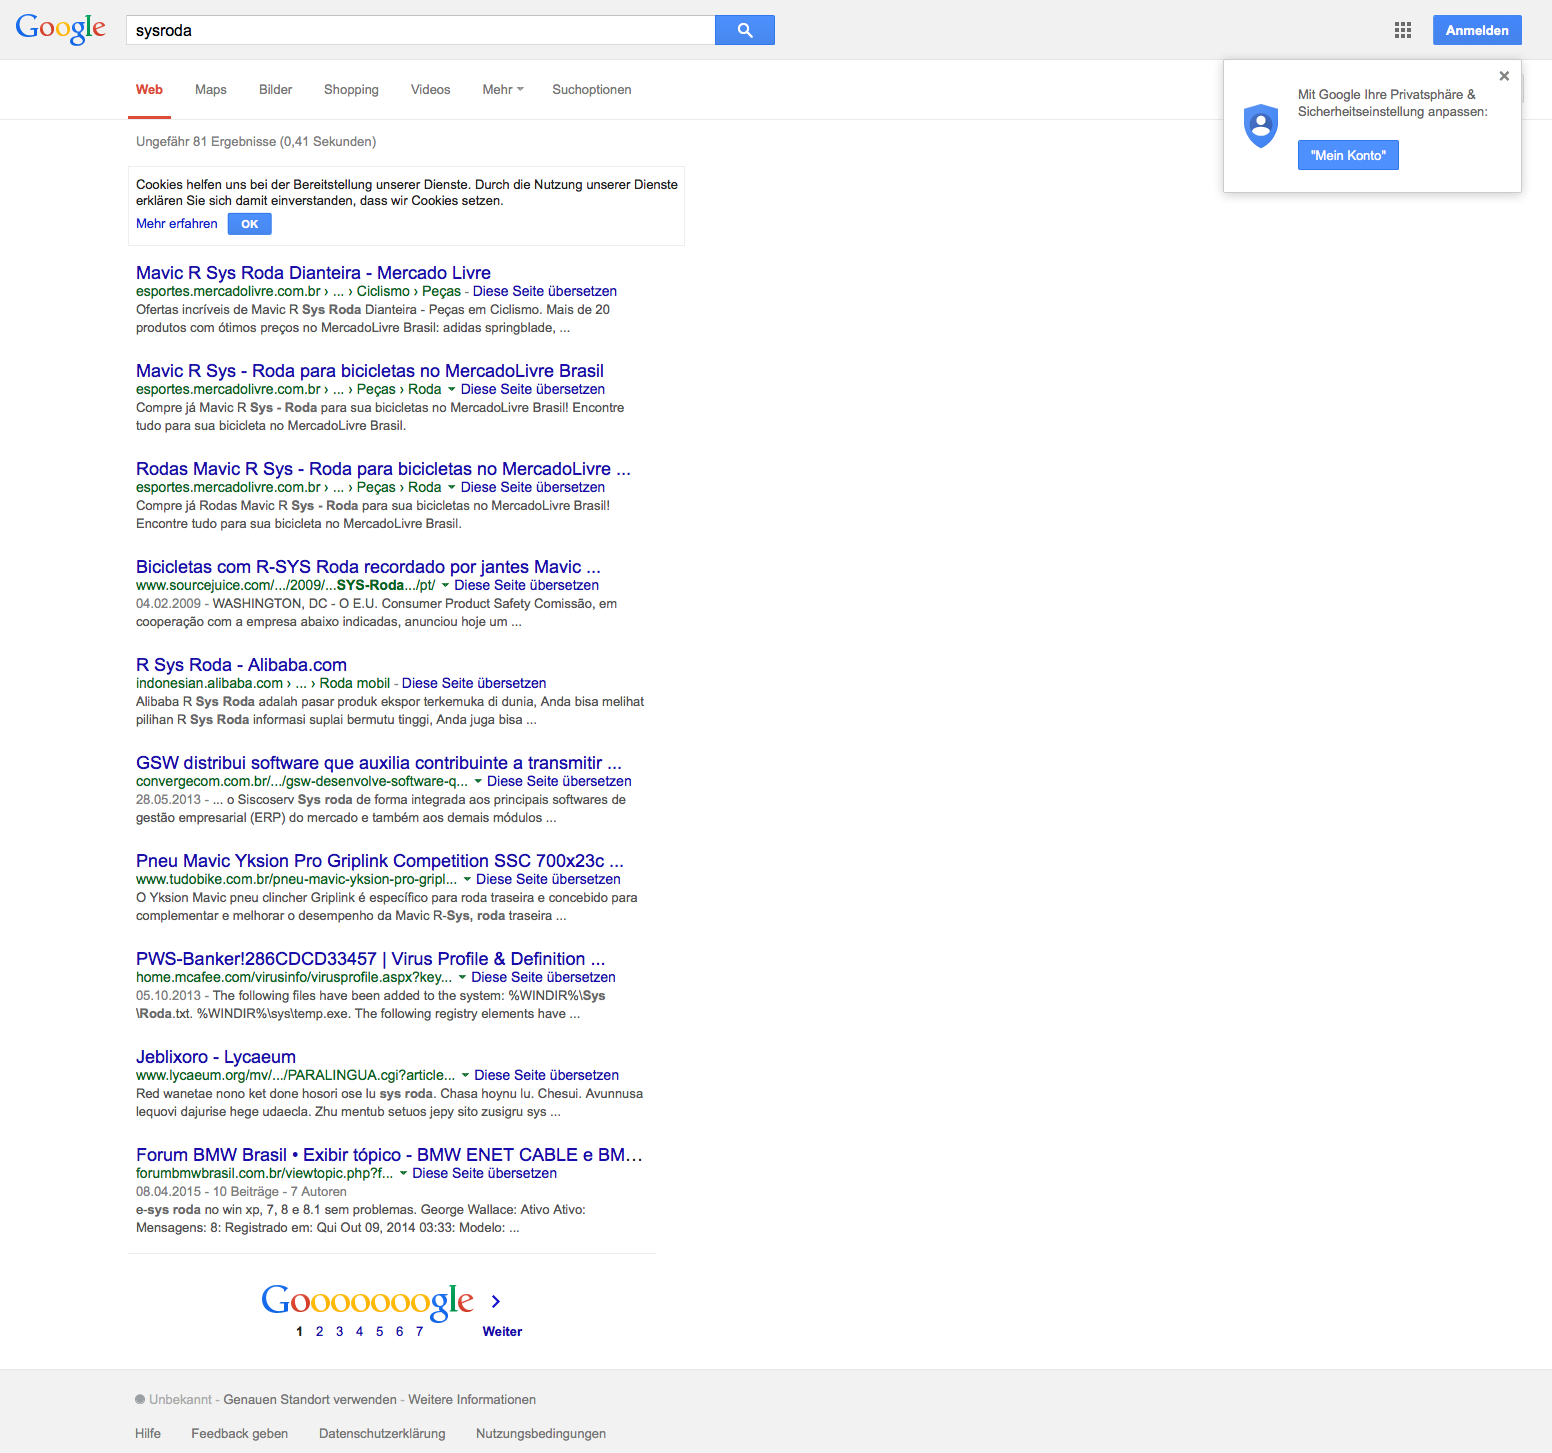 Google
sysroda
Anmelden
Web Maps Bilder Shopping Videos Mehr Suchoptionen
Mit Google Ihre Privatsphäre &
Sicherheitseinstellung anpassen:
"Mein Konto"
Ungefähr 81 Ergebnisse (0,41 Sekunden)
Cookies helfen uns bei der Bereitstellung unserer Dienste. Durch die Nutzung unserer Dienste
erklären Sie sich damit einverstanden, dass wir Cookies setzen.
Mehr erfahren OK
Mavic R Sys Roda Dianteira - Mercado Livre
esportes.mercadolivre.com.br › ... › Ciclismo › Peças - Diese Seite übersetzen
Ofertas incríveis de Mavic R Sys Roda Dianteira - Peças em Ciclismo. Mais de 20
produtos com ótimos preços no MercadoLivre Brasil: adidas springblade, ...
Mavic R Sys - Roda para bicicletas no MercadoLivre Brasil
esportes.mercadolivre.com.br › ... › Peças › Roda Diese Seite übersetzen
Compre já Mavic R Sys - Roda para sua bicicletas no MercadoLivre Brasil! Encontre
tudo para sua bicicleta no MercadoLivre Brasil.
Rodas Mavic R Sys - Roda para bicicletas no MercadoLivre ...
esportes.mercadolivre.com.br › ... › Peças › Roda Diese Seite übersetzen
Compre já Rodas Mavic R Sys - Roda para sua bicicletas no MercadoLivre Brasil!
Encontre tudo para sua bicicleta no MercadoLivre Brasil.
Bicicletas com R-SYS Roda recordado por jantes Mavic ...
www.sourcejuice.com/.../2009/...SYS-Roda.../pt/ Diese Seite übersetzen
04.02.2009 - WASHINGTON, DC - O E.U. Consumer Product Safety Comissão, em
cooperação com a empresa abaixo indicadas, anunciou hoje um ...
R Sys Roda - Alibaba.com
indonesian.alibaba.com › ... › Roda mobil - Diese Seite übersetzen
Alibaba R Sys Roda adalah pasar produk ekspor terkemuka di dunia, Anda bisa melihat
pilihan R Sys Roda informasi suplai bermutu tinggi, Anda juga bisa ...
GSW distribui software que auxilia contribuinte a transmitir ...
convergecom.com.br/.../gsw-desenvolve-software-q... Diese Seite übersetzen
28.05.2013 - ... o Siscoserv Sys roda de forma integrada aos principais softwares de
gestão empresarial (ERP) do mercado e também aos demais módulos ...
Pneu Mavic Yksion Pro Griplink Competition SSC 700x23c ...
www.tudobike.com.br/pneu-mavic-yksion-pro-gripl... Diese Seite übersetzen
O Yksion Mavic pneu clincher Griplink é específico para roda traseira e concebido para
complementar e melhorar o desempenho da Mavic R-Sys, roda traseira ...
PWS-Banker!286CDCD33457 | Virus Profile & Definition ...
home.mcafee.com/virusinfo/virusprofile.aspx?key... Diese Seite übersetzen
05.10.2013 - The following files have been added to the system: %WINDIR%\Sys
\Roda.txt. %WINDIR%\sys\temp.exe. The following registry elements have ...
Jeblixoro - Lycaeum
www.lycaeum.org/mv/.../PARALINGUA.cgi?article... Diese Seite übersetzen
Red wanetae nono ket done hosori ose lu sys roda. Chasa hoynu lu. Chesui. Avunnusa
lequovi dajurise hege udaecla. Zhu mentub setuos jepy sito zusigru sys ...
Forum BMW Brasil • Exibir tópico - BMW ENET CABLE e BM...
forumbmwbrasil.com.br/viewtopic.php?f... Diese Seite übersetzen
08.04.2015 - 10 Beiträge - 7 Autoren
e-sys roda no win xp, 7, 8 e 8.1 sem problemas. George Wallace: Ativo Ativo:
Mensagens: 8: Registrado em: Qui Out 09, 2014 03:33: Modelo: ...
Goooooooogle
1 2 3 4 5 6 7 Weiter
Unbekannt - Genauen Standort verwenden - Weitere Informationen
Hilfe Feedback geben Datenschutzerklärung Nutzungsbedingungen